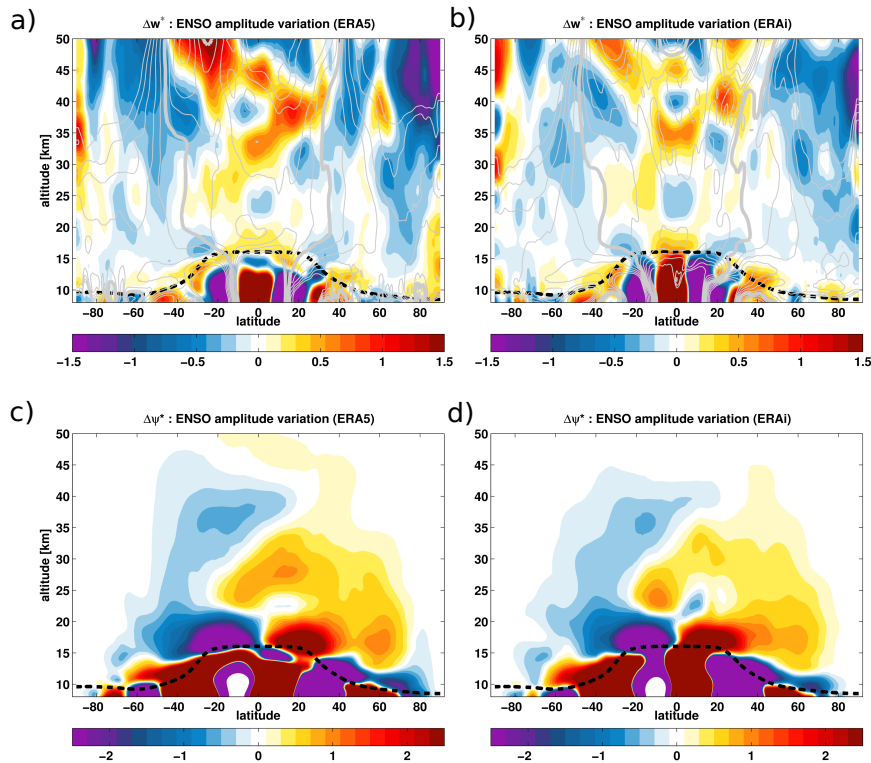 a)
Δw* : ENSO amplitude variation (ERA5)
50
45
40
35
30
25
20
15
10
altitude [km]
−80 −60 −40 −20 0 20 40 60 80
latitude
−1.5 −1 −0.5 0 0.5 1 1.5
b)
Δw* : ENSO amplitude variation (ERAi)
50
45
40
35
30
25
20
15
10
−80 −60 −40 −20 0 20 40 60 80
latitude
−1.5 −1 −0.5 0 0.5 1 1.5
c)
Δψ* : ENSO amplitude variation (ERA5)
50
45
40
35
30
25
20
15
10
altitude [km]
−80 −60 −40 −20 0 20 40 60 80
latitude
−2 −1 0 1 2
d)
Δψ* : ENSO amplitude variation (ERAi)
50
45
40
35
30
25
20
15
10
−80 −60 −40 −20 0 20 40 60 80
latitude
−2 −1 0 1 2